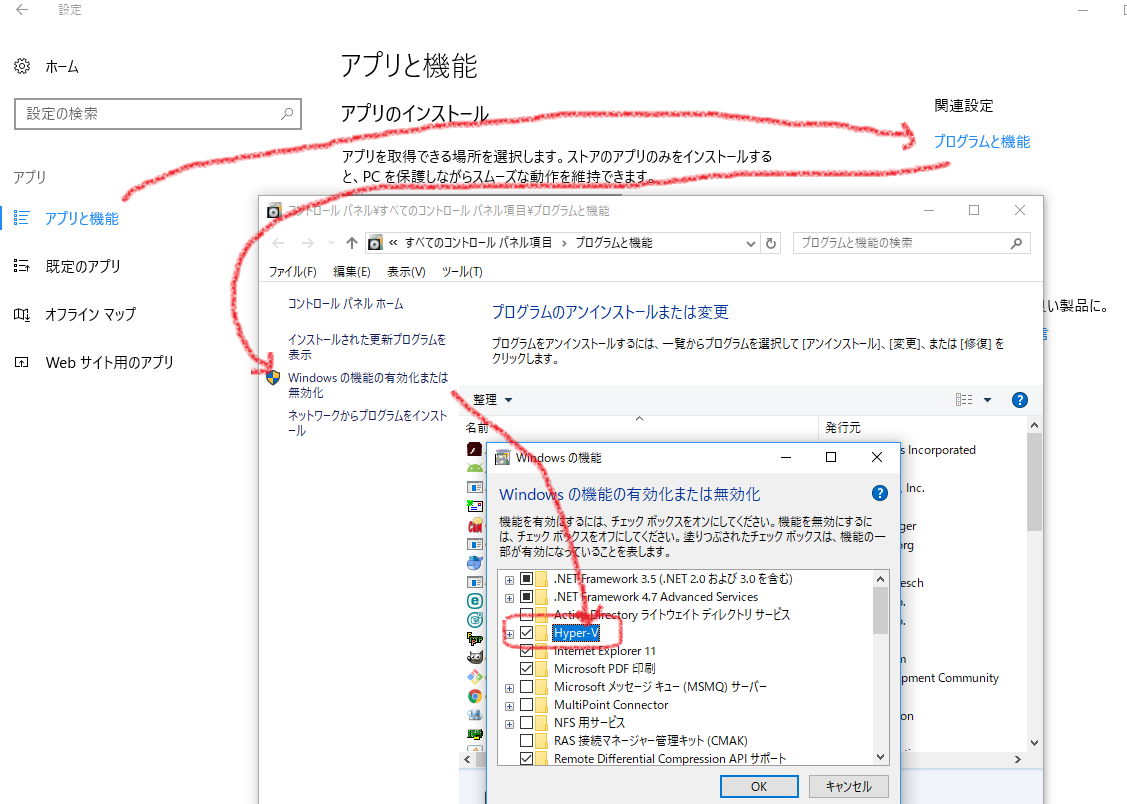 設定
ホーム
設定の検索
アプリ
アプリと機能
既定のアプリ
オフライン マップ
Web サイト用のアプリ
アプリと機能
アプリのインストール
アプリを取得できる場所を選択します。ストアのアプリのみをインストールする
と、PC を保護しながらスムーズな動作を維持できます。
関連設定
プログラムと機能
い製品に。
コントロール パネル¥すべてのコントロール パネル項目¥プログラムと機能
« すべてのコントロール パネル項目 › プログラムと機能
プログラムと機能の検索
ファイル(F) 編集(E) 表示(V) ツール(T)
コントロール パネル ホーム
インストールされた更新プログラムを
表示
Windows の機能の有効化または
無効化
ネットワークからプログラムをインスト
ール
プログラムのアンインストールまたは変更
プログラムをアンインストールするには、一覧からプログラムを選択して [アンインストール]、[変更]、または [修復] を
クリックします。
整理
名前 発行元
s Incorporated
, Inc.
ger
org
esch
pment Community
on
Windows の機能
Windows の機能の有効化または無効化
機能を有効にするには、チェック ボックスをオンにしてください。機能を無効にするに
は、チェック ボックスをオフにしてください。塗りつぶされたチェック ボックスは、機能の一
部が有効になっていることを表します。
.NET Framework 3.5 (.NET 2.0 および 3.0 を含む)
.NET Framework 4.7 Advanced Services
Active Directory ライトウェイト ディレクトリ サービス
Hyper-V
Internet Explorer 11
Microsoft PDF 印刷
Microsoft メッセージ キュー (MSMQ) サーバー
MultiPoint Connector
NFS 用サービス
RAS 接続マネージャー管理キット (CMAK)
Remote Differential Compression API サポート
OK キャンセル